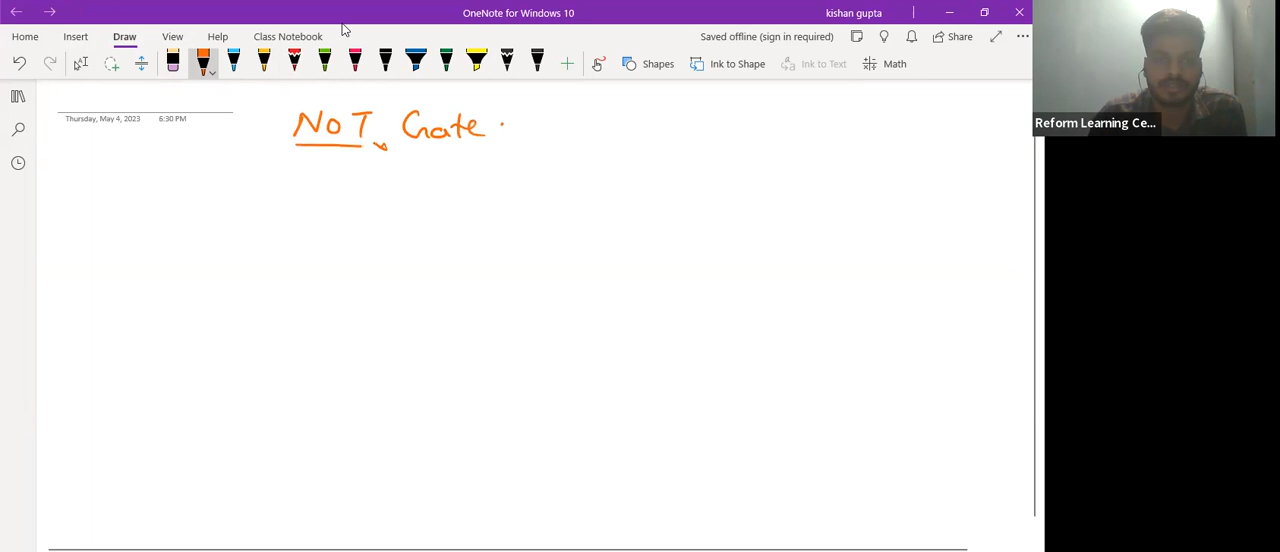 OneNote for Windows 10
kishan gupta
Home Insert Draw View Help Class Notebook
Saved offline (sign in required)
Share
Shapes Ink to Shape Ink to Text Math
Reform Learning Ce...
Thursday, May 4, 2023 6:30 PM
NOT Gate